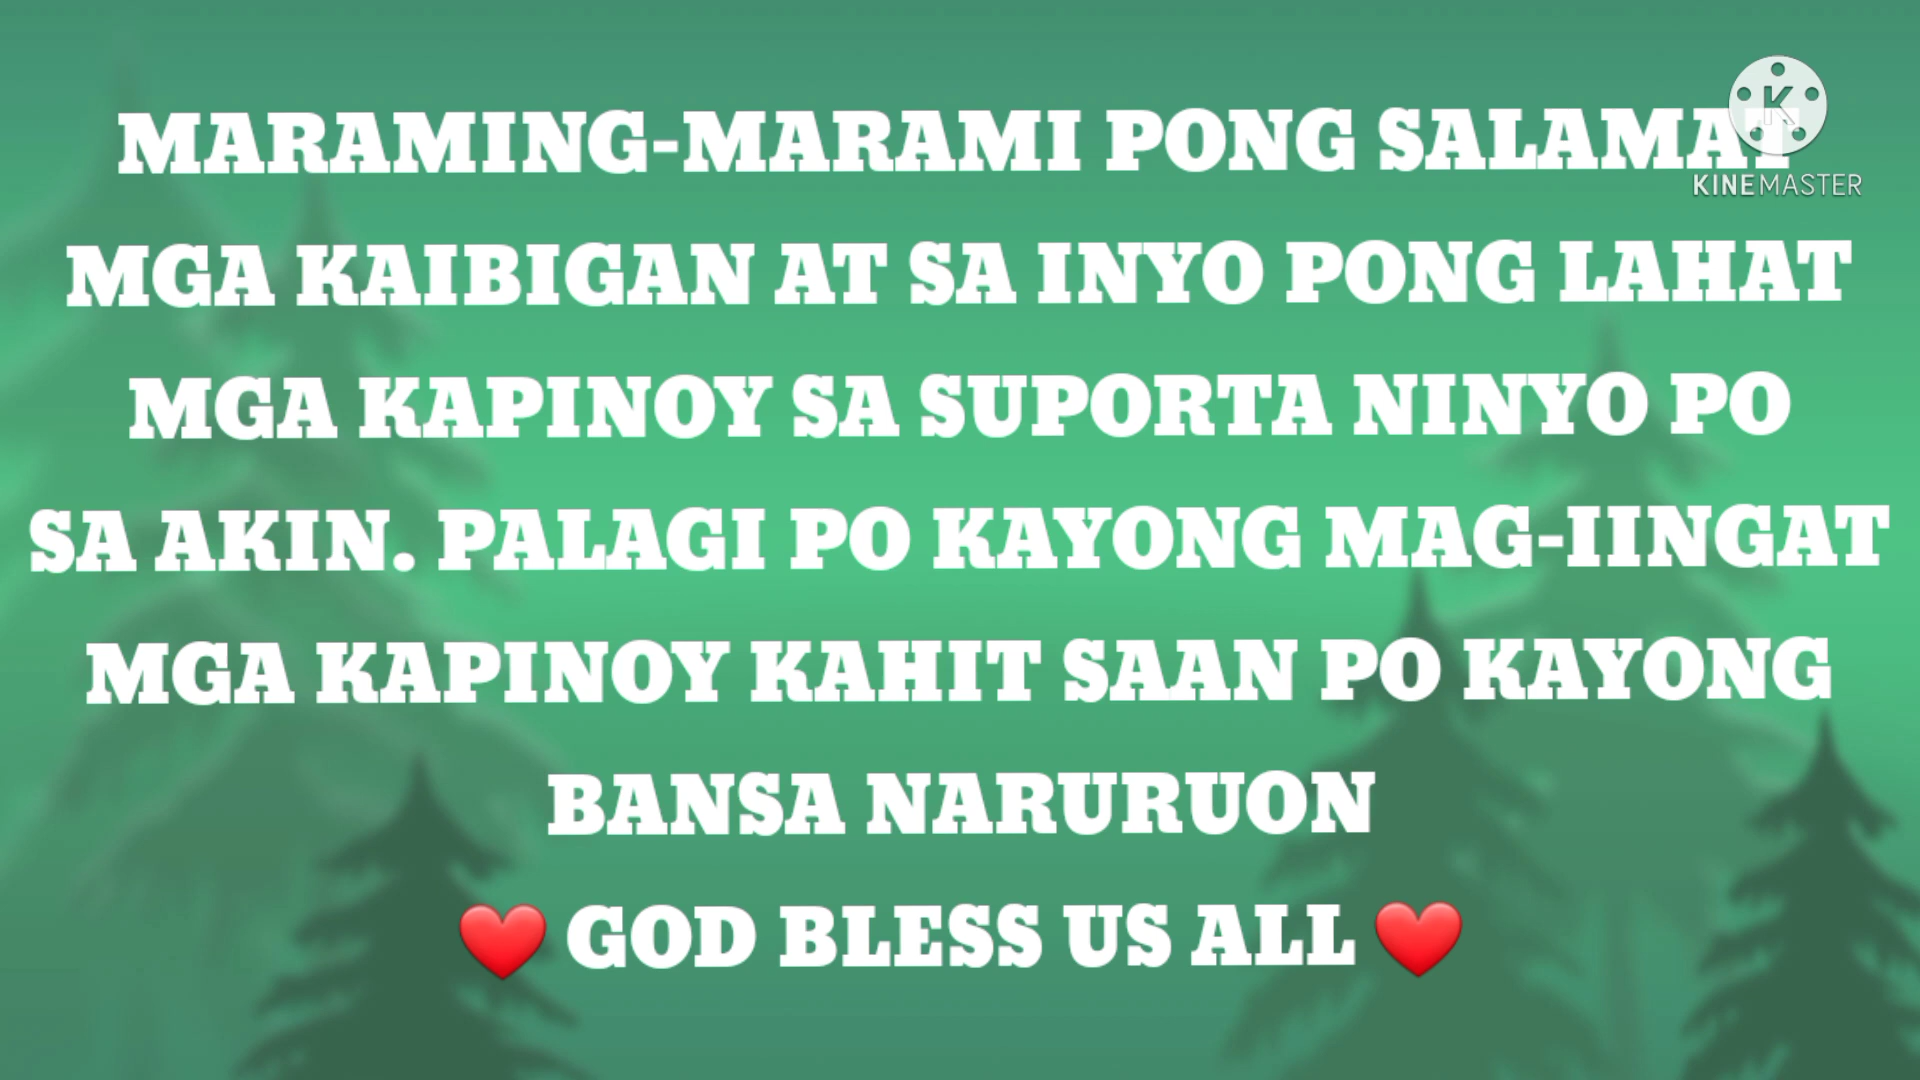 MARAMING-MARAMI PONG SALAMAT
K
KINEMASTER
MGA KAIBIGAN AT SA INYO PONG LAHAT
MGA KAPINOY SA SUPORTA NINYO PO
SA AKIN. PALAGI PO KAYONG MAG-IINGAT
MGA KAPINOY KAHIT SAAN PO KAYONG
BANSA NARURUON
❤️ GOD BLESS US ALL ❤️